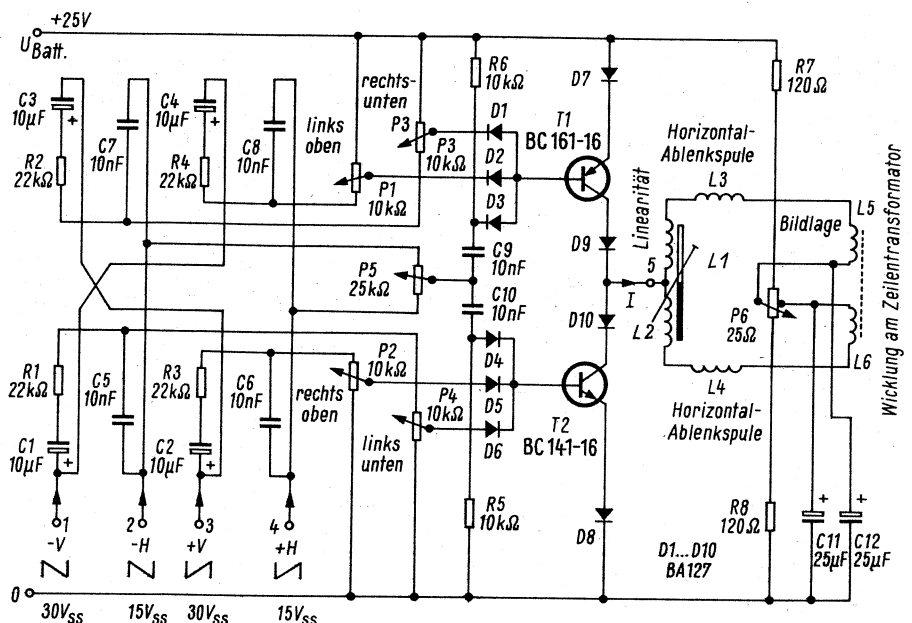 +25V
U Batt.
C3
10µF
+
C7
10nF
R2
22kΩ
C4
10µF
+
C8
10nF
R4
22kΩ
links
oben
rechts-
unten
P3
P3
10kΩ
P1
10kΩ
R6
10kΩ
D1
D2
D3
D7
T1
BC 161-16
D9
C9
10nF
P5
25kΩ
C10
10nF
D10
I
5
Linearität
Horizontal-
Ablenkspule
L3
L1
L2
L4
Horizontal-
Ablenkspule
R7
120Ω
Bildlage
L5
L6
P6
25Ω
Wicklung am Zeilentransformator
R1
22kΩ
C5
10nF
R3
22kΩ
C6
10nF
C1
10µF
+
C2
10µF
+
P2
10kΩ
rechts
oben
P4
10kΩ
links
unten
D4
D5
D6
T2
BC 141-16
R5
10kΩ
D8
R8
120Ω
D1...D10
BA127
+
C11
25µF
+
C12
25µF
1
-V
2
-H
3
+V
4
+H
0
30Vss
15Vss
30Vss
15Vss